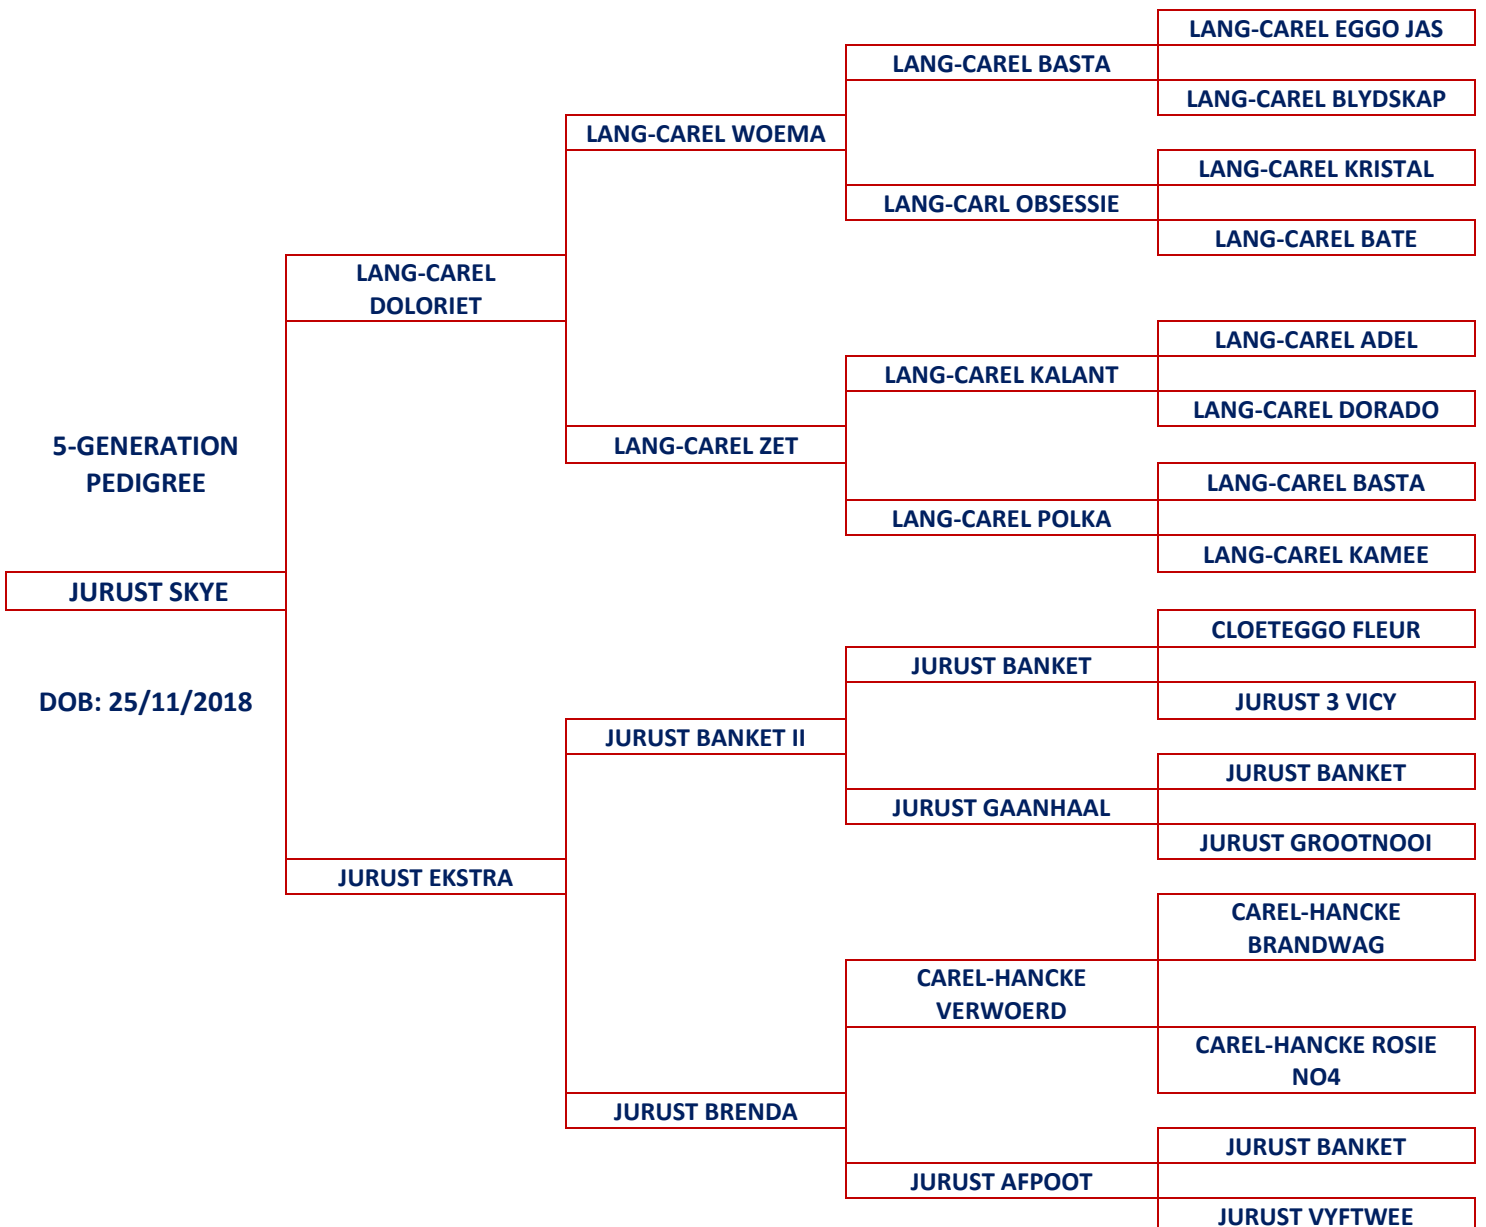 LANG-CAREL EGGO JAS
LANG-CAREL BASTA
LANG-CAREL BLYDSKAP
LANG-CAREL WOEMA
LANG-CAREL KRISTAL
LANG-CARL OBSESSIE
LANG-CAREL BATE
LANG-CAREL
DOLORIET
LANG-CAREL ADEL
LANG-CAREL KALANT
LANG-CAREL DORADO
5-GENERATION
PEDIGREE
LANG-CAREL ZET
LANG-CAREL BASTA
LANG-CAREL POLKA
LANG-CAREL KAMEE
JURUST SKYE
CLOETEGGO FLEUR
JURUST BANKET
DOB: 25/11/2018
JURUST 3 VICY
JURUST BANKET II
JURUST BANKET
JURUST GAANHAAL
JURUST GROOTNOOI
JURUST EKSTRA
CAREL-HANCKE
BRANDWAG
CAREL-HANCKE
VERWOERD
CAREL-HANCKE ROSIE
NO4
JURUST BRENDA
JURUST BANKET
JURUST AFPOOT
JURUST VYFTWEE